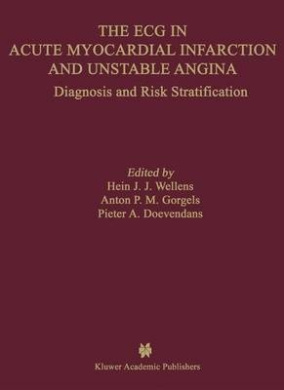 THE ECG IN
ACUTE MYOCARDIAL INFARCTION
AND UNSTABLE ANGINA
Diagnosis and Risk Stratification
Edited by
Hein J. J. Wellens
Anton P. M. Gorgels
Pieter A. Doevendans
Kluwer Academic Publishers